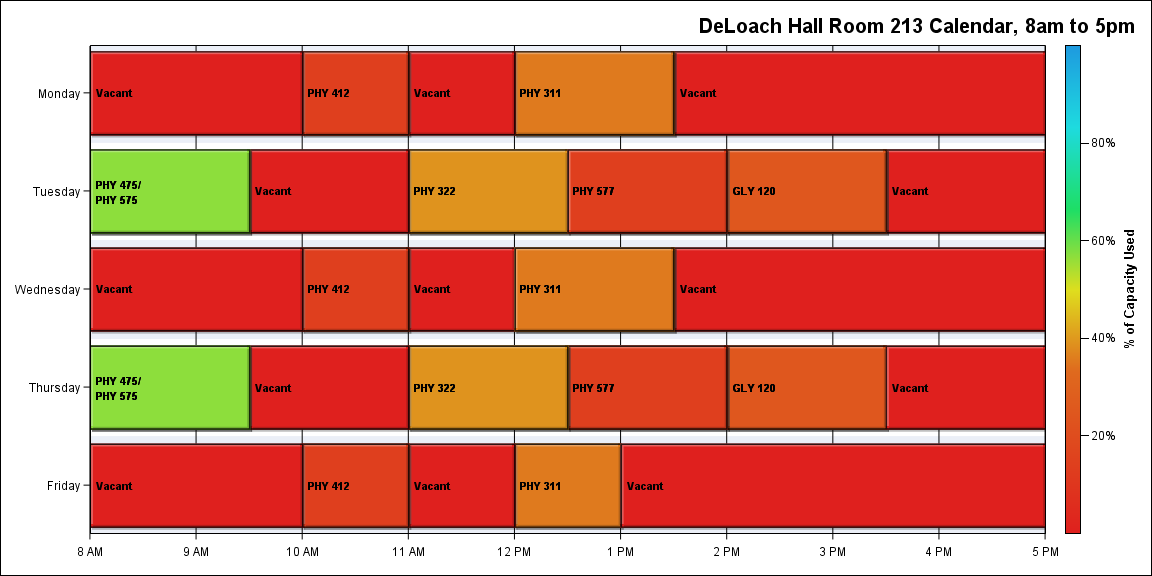 DeLoach Hall Room 213 Calendar, 8am to 5pm
Monday
Vacant
PHY 412
Vacant
PHY 311
Vacant
Tuesday
PHY 475/
PHY 575
Vacant
PHY 322
PHY 577
GLY 120
Vacant
Wednesday
Vacant
PHY 412
Vacant
PHY 311
Vacant
Thursday
PHY 475/
PHY 575
Vacant
PHY 322
PHY 577
GLY 120
Vacant
Friday
Vacant
PHY 412
Vacant
PHY 311
Vacant
8 AM
9 AM
10 AM
11 AM
12 PM
1 PM
2 PM
3 PM
4 PM
5 PM
80%
60%
40%
20%
% of Capacity Used